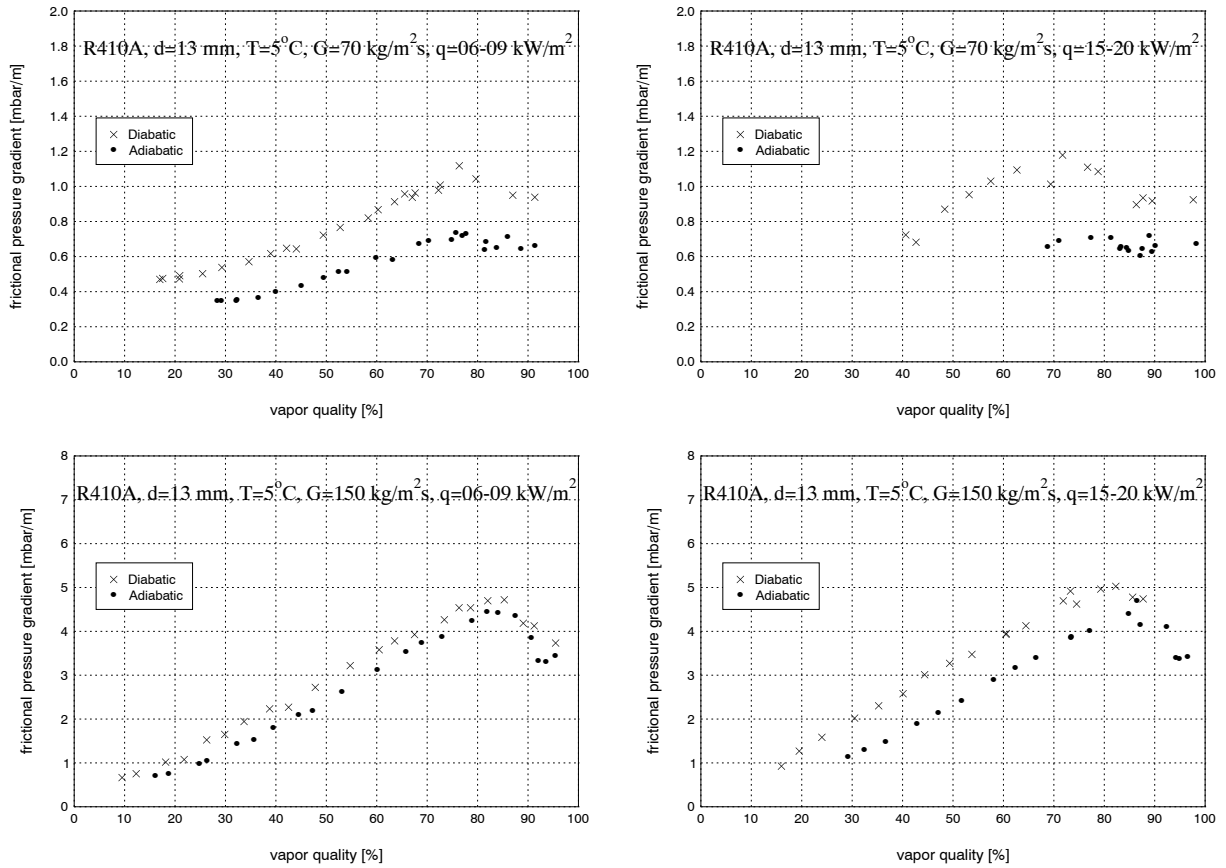 R410A, d=13 mm, T=5°C, G=70 kg/m²s, q=06-09 kW/m²
frictional pressure gradient [mbar/m]
2.0
1.8
1.6
1.4
1.2
1.0
0.8
0.6
0.4
0.2
0.0
Diabatic
Adiabatic
0 10 20 30 40 50 60 70 80 90 100
vapor quality [%]
R410A, d=13 mm, T=5°C, G=70 kg/m²s, q=15-20 kW/m²
frictional pressure gradient [mbar/m]
2.0
1.8
1.6
1.4
1.2
1.0
0.8
0.6
0.4
0.2
0.0
Diabatic
Adiabatic
0 10 20 30 40 50 60 70 80 90 100
vapor quality [%]
R410A, d=13 mm, T=5°C, G=150 kg/m²s, q=06-09 kW/m²
frictional pressure gradient [mbar/m]
8
7
6
5
4
3
2
1
0
Diabatic
Adiabatic
0 10 20 30 40 50 60 70 80 90 100
vapor quality [%]
R410A, d=13 mm, T=5°C, G=150 kg/m²s, q=15-20 kW/m²
frictional pressure gradient [mbar/m]
8
7
6
5
4
3
2
1
0
Diabatic
Adiabatic
0 10 20 30 40 50 60 70 80 90 100
vapor quality [%]